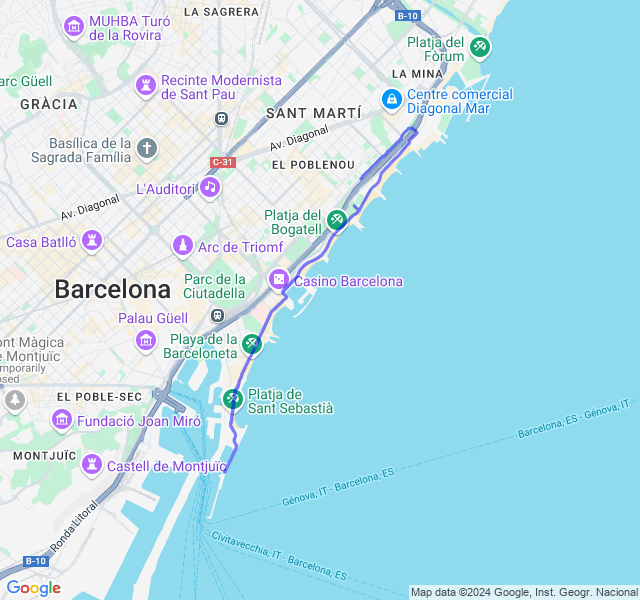 LA SAGRERA
B-10
MUHBA Turó
de la Rovira
Platja del
Fòrum
LA MINA
arc Güell
Recinte Modernista
de Sant Pau
Centre comercial
Diagonal Mar
GRÀCIA
SANT MARTÍ
Av. Diagonal
Basílica de la
Sagrada Família
C-31
EL POBLENOU
L'Auditori
Av. Diagonal
Platja del
Bogatell
Casa Batlló
Arc de Triomf
Parc de la
Ciutadella
Casino Barcelona
Barcelona
Palau Güell
ont Màgica
e Montjuïc
emporarily
osed
Playa de la
Barceloneta
EL POBLE-SEC
Platja de
Sant Sebastià
Fundació Joan Miró
Barcelona, ES - Génova, IT
MONTJUÏC
Castell de Montjuïc
Génova, IT - Barcelona, ES
Ronda Litoral
Civitavecchia, IT - Barcelona, ES
B-10
Google
Map data ©2024 Google, Inst. Geogr. Nacional